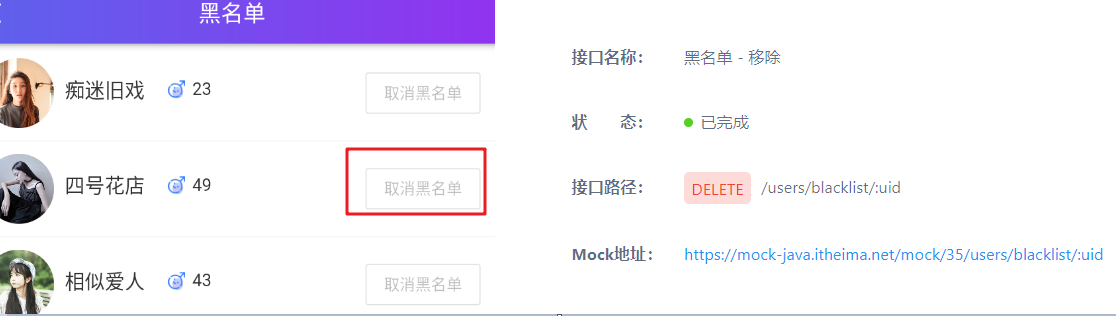 黑名单
痴迷旧戏 23
取消黑名单
四号花店 49
取消黑名单
相似爱人 43
取消黑名单
接口名称： 黑名单 - 移除
状 态： 已完成
接口路径： DELETE /users/blacklist/:uid
Mock地址： https://mock-java.itheima.net/mock/35/users/blacklist/:uid